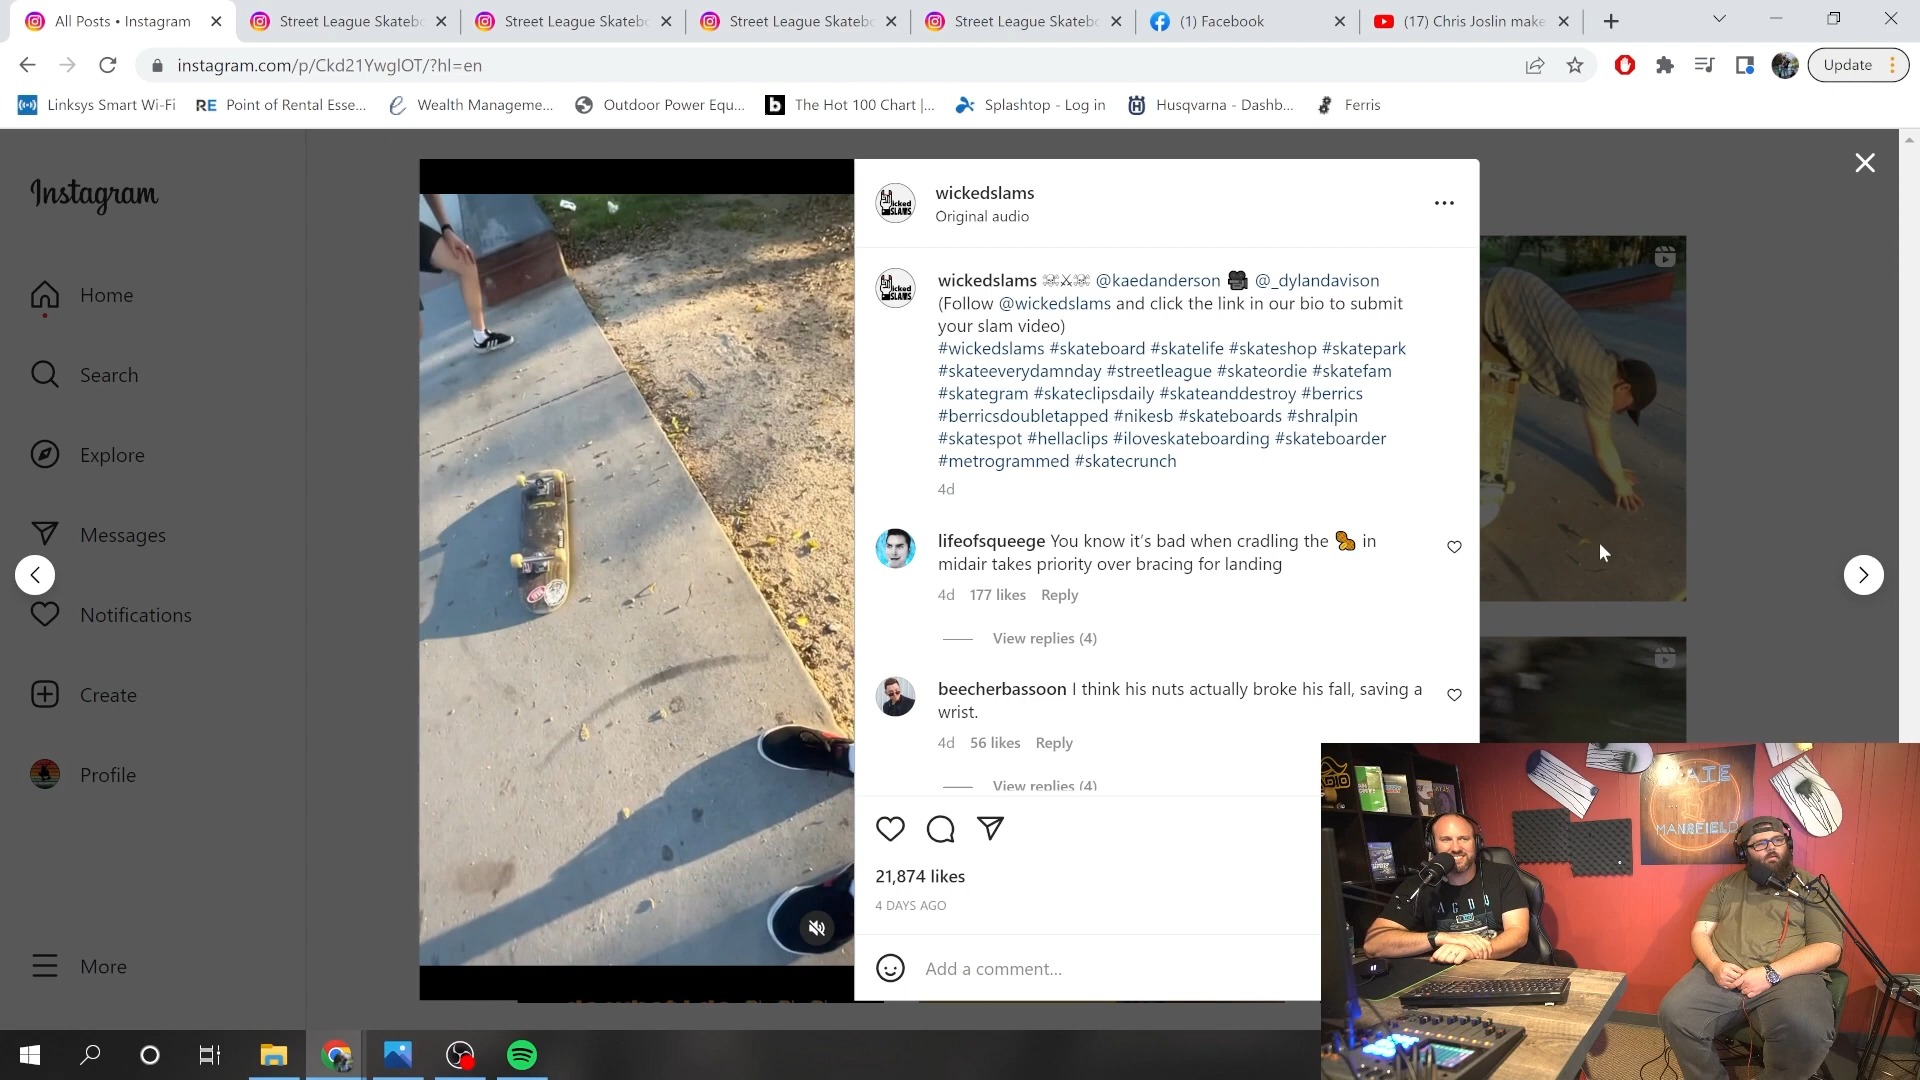 All Posts • Instagram
Street League Skatebo
Street League Skatebo
Street League Skatebo
Street League Skatebo
(1) Facebook
(17) Chris Joslin make
instagram.com/p/Ckd21YwglOT/?hl=en
Update
Linksys Smart Wi-Fi
RE Point of Rental Esse...
Wealth Manageme...
Outdoor Power Equ...
b The Hot 100 Chart |...
Splashtop - Log in
Husqvarna - Dashb...
Ferris
Instagram
Home
Search
Explore
Messages
Notifications
Create
Profile
More
wickedslams
Original audio
wickedslams ☠⚔☠ @kaedanderson 🎥 @_dylandavison
(Follow @wickedslams and click the link in our bio to submit
your slam video)
#wickedslams #skateboard #skatelife #skateshop #skatepark
#skateeverydamnday #streetleague #skateordie #skatefam
#skategram #skateclipsdaily #skateanddestroy #berrics
#berricsdoubletapped #nikesb #skateboards #shralpin
#skatespot #hellaclips #iloveskateboarding #skateboarder
#metrogrammed #skatecrunch
4d
lifeofsqueege You know it's bad when cradling the 🥜 in
midair takes priority over bracing for landing
4d 177 likes Reply
View replies (4)
beecherbassoon I think his nuts actually broke his fall, saving a
wrist.
4d 56 likes Reply
View replies (4)
21,874 likes
4 DAYS AGO
Add a comment...
MANSFIELD